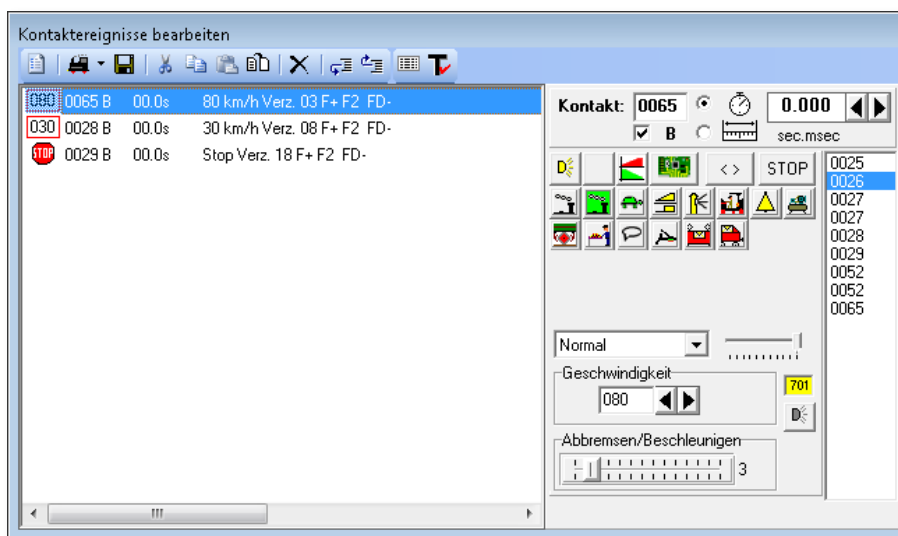 Kontaktereignisse bearbeiten
080 0065 B 00.0s 80 km/h Verz. 03 F+ F2 FD-
030 0028 B 00.0s 30 km/h Verz. 08 F+ F2 FD-
STOP 0029 B 00.0s Stop Verz. 18 F+ F2 FD-
Kontakt: 0065 0.000
B sec.msec
D < > STOP
0025
0026
0027
0027
0028
0029
0052
0052
0065
Normal
Geschwindigkeit
080
701
D
Abbremsen/Beschleunigen
3